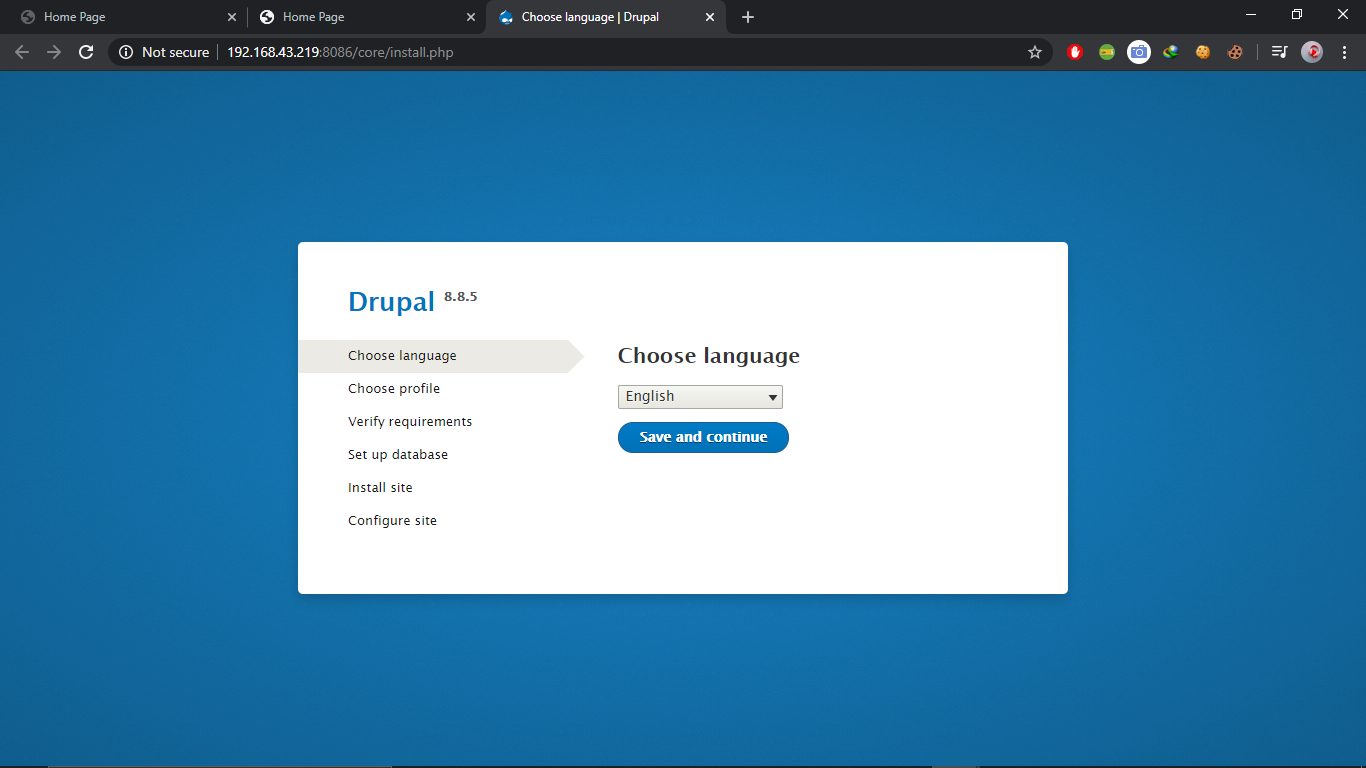 Home Page
Home Page
Choose language | Drupal
Not secure
192.168.43.219:8086/core/install.php
Drupal 8.8.5
Choose language
Choose profile
Verify requirements
Set up database
Install site
Configure site
Choose language
English
Save and continue